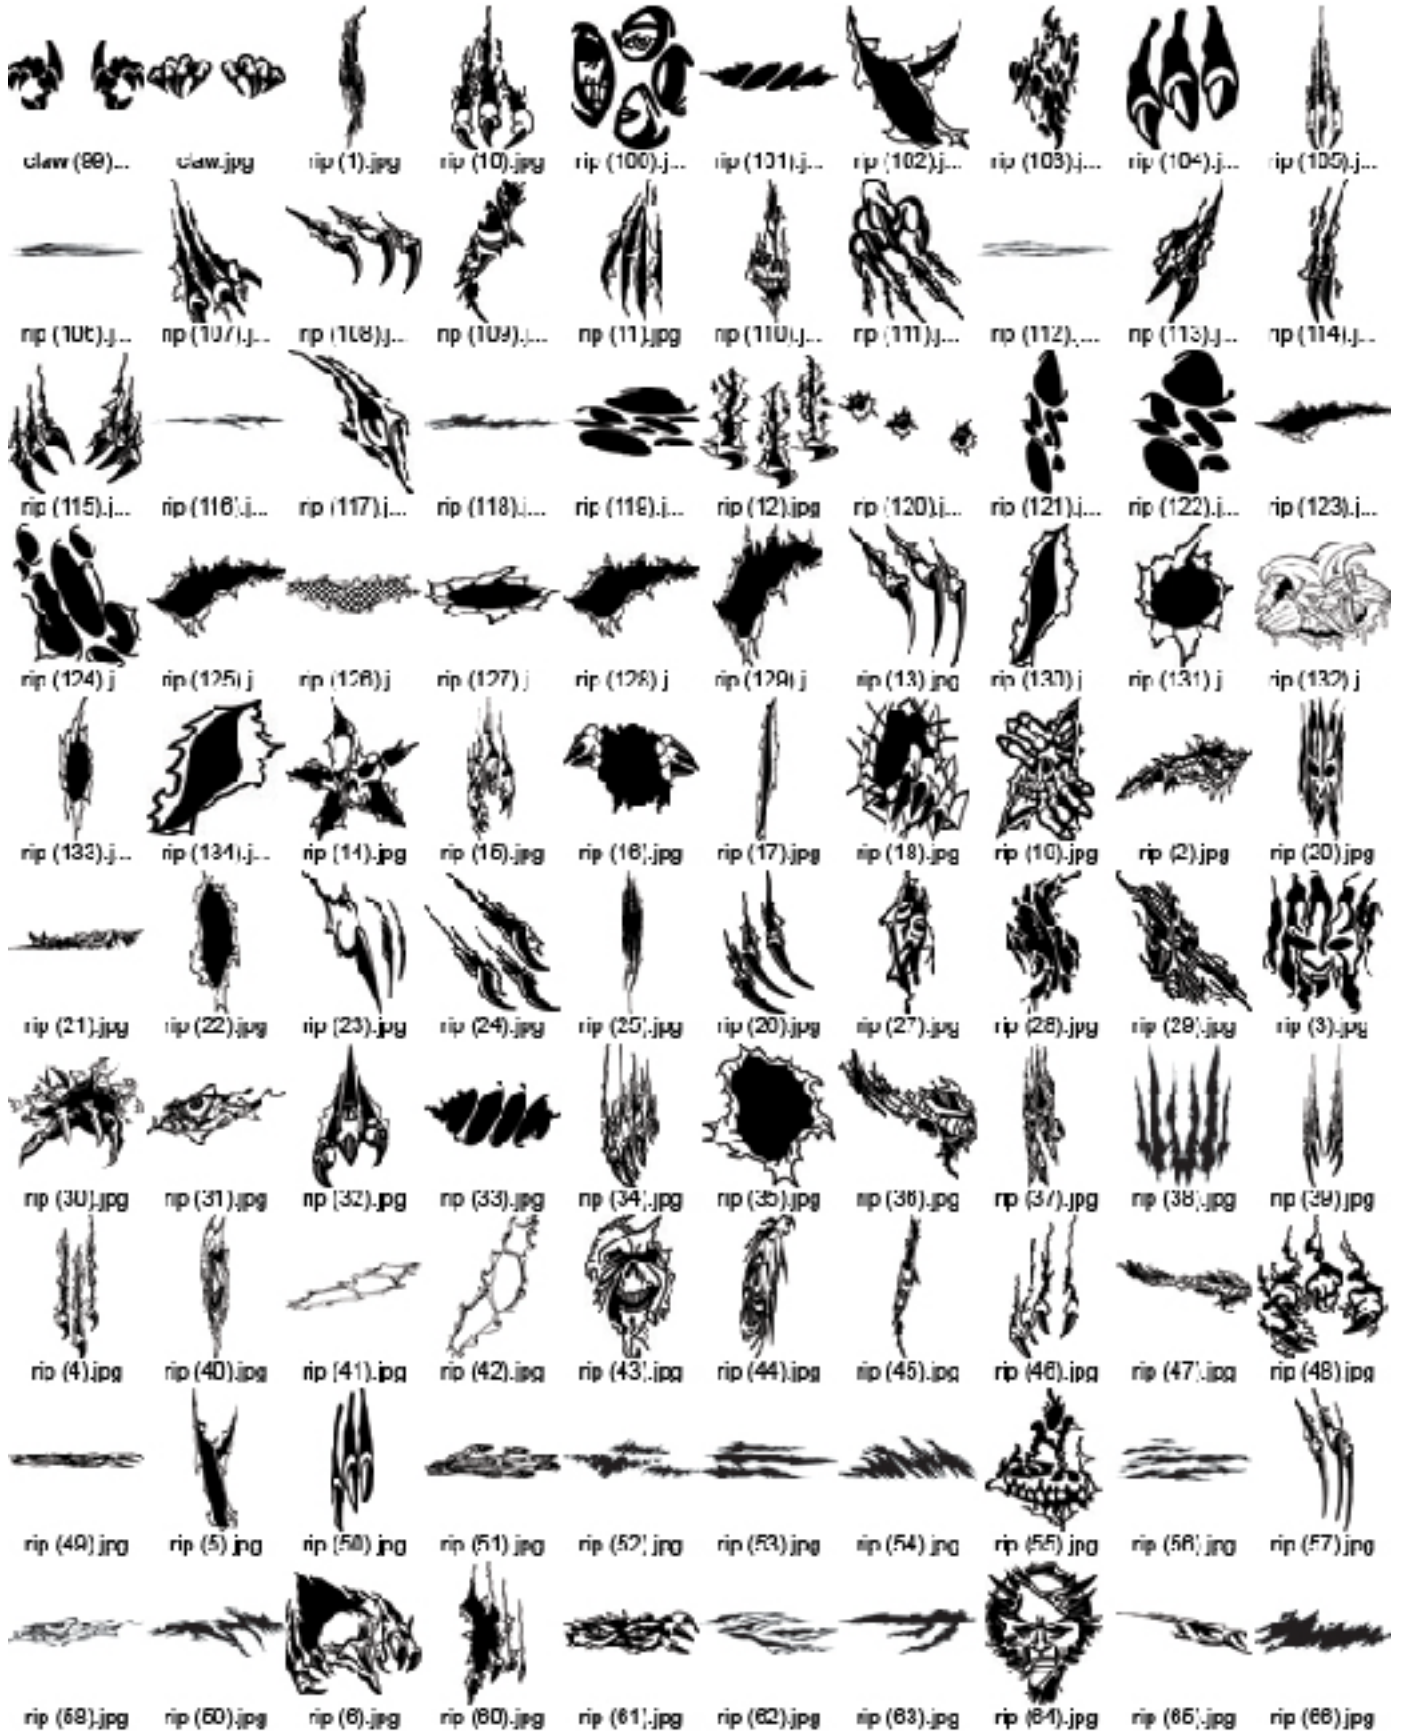 claw (99)... claw.jpg rip (1).jpg rip (10).jpg rip (100).j... rip (101).j... rip (102).j... rip (103).j... rip (104).j... rip (105).j...
rip (106).j... rip (107).j... rip (108).j... rip (109).j... rip (11).jpg rip (110).j... rip (111).j... rip (112).j... rip (113).j... rip (114).j...
rip (115).j... rip (116).j... rip (117).j... rip (118).j... rip (119).j... rip (12).jpg rip (120).j... rip (121).j... rip (122).j... rip (123).j...
rip (124).j rip (125).j rip (126).j rip (127).j rip (128).j rip (129).j rip (13).jpg rip (130).j rip (131).j rip (132).j
rip (133).j... rip (134).j... rip (14).jpg rip (15).jpg rip (16).jpg rip (17).jpg rip (18).jpg rip (19).jpg rip (2).jpg rip (20).jpg
rip (21).jpg rip (22).jpg rip (23).jpg rip (24).jpg rip (25).jpg rip (26).jpg rip (27).jpg rip (28).jpg rip (29).jpg rip (3).jpg
rip (30).jpg rip (31).jpg rip (32).jpg rip (33).jpg rip (34).jpg rip (35).jpg rip (36).jpg rip (37).jpg rip (38).jpg rip (39).jpg
rip (4).jpg rip (40).jpg rip (41).jpg rip (42).jpg rip (43).jpg rip (44).jpg rip (45).jpg rip (46).jpg rip (47).jpg rip (48).jpg
rip (49).jpg rip (5).jpg rip (50).jpg rip (51).jpg rip (52).jpg rip (53).jpg rip (54).jpg rip (55).jpg rip (56).jpg rip (57).jpg
rip (58).jpg rip (59).jpg rip (6).jpg rip (60).jpg rip (61).jpg rip (62).jpg rip (63).jpg rip (64).jpg rip (65).jpg rip (66).jpg